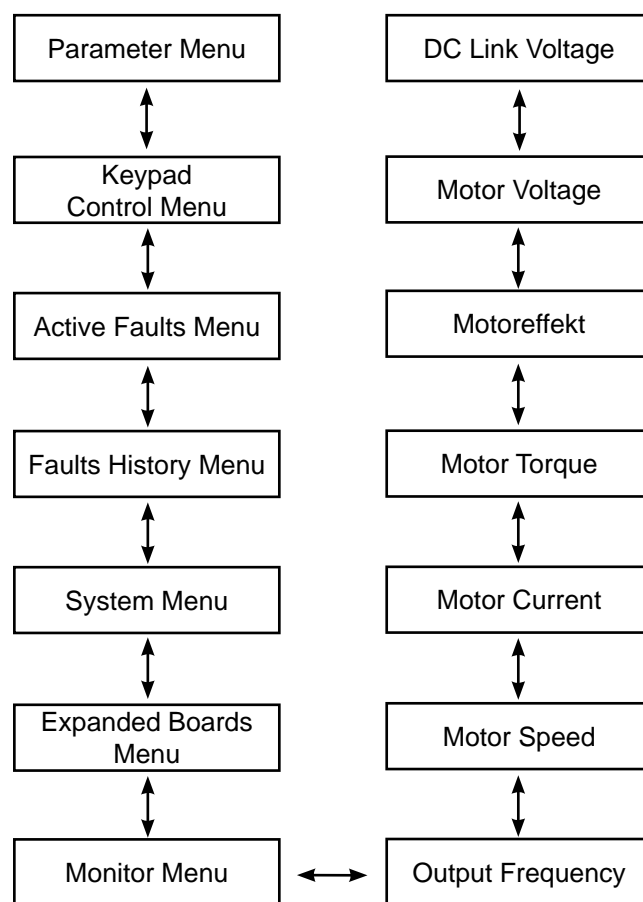 Parameter Menu
Keypad
Control Menu
Active Faults Menu
Faults History Menu
System Menu
Expanded Boards
Menu
Monitor Menu
DC Link Voltage
Motor Voltage
Motoreffekt
Motor Torque
Motor Current
Motor Speed
Output Frequency